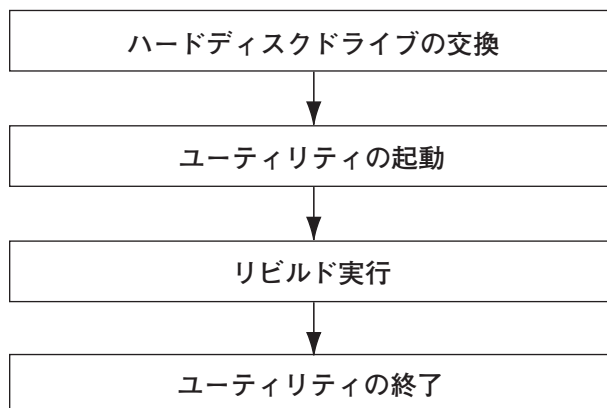 ハードディスクドライブの交換
ユーティリティの起動
リビルド実行
ユーティリティの終了